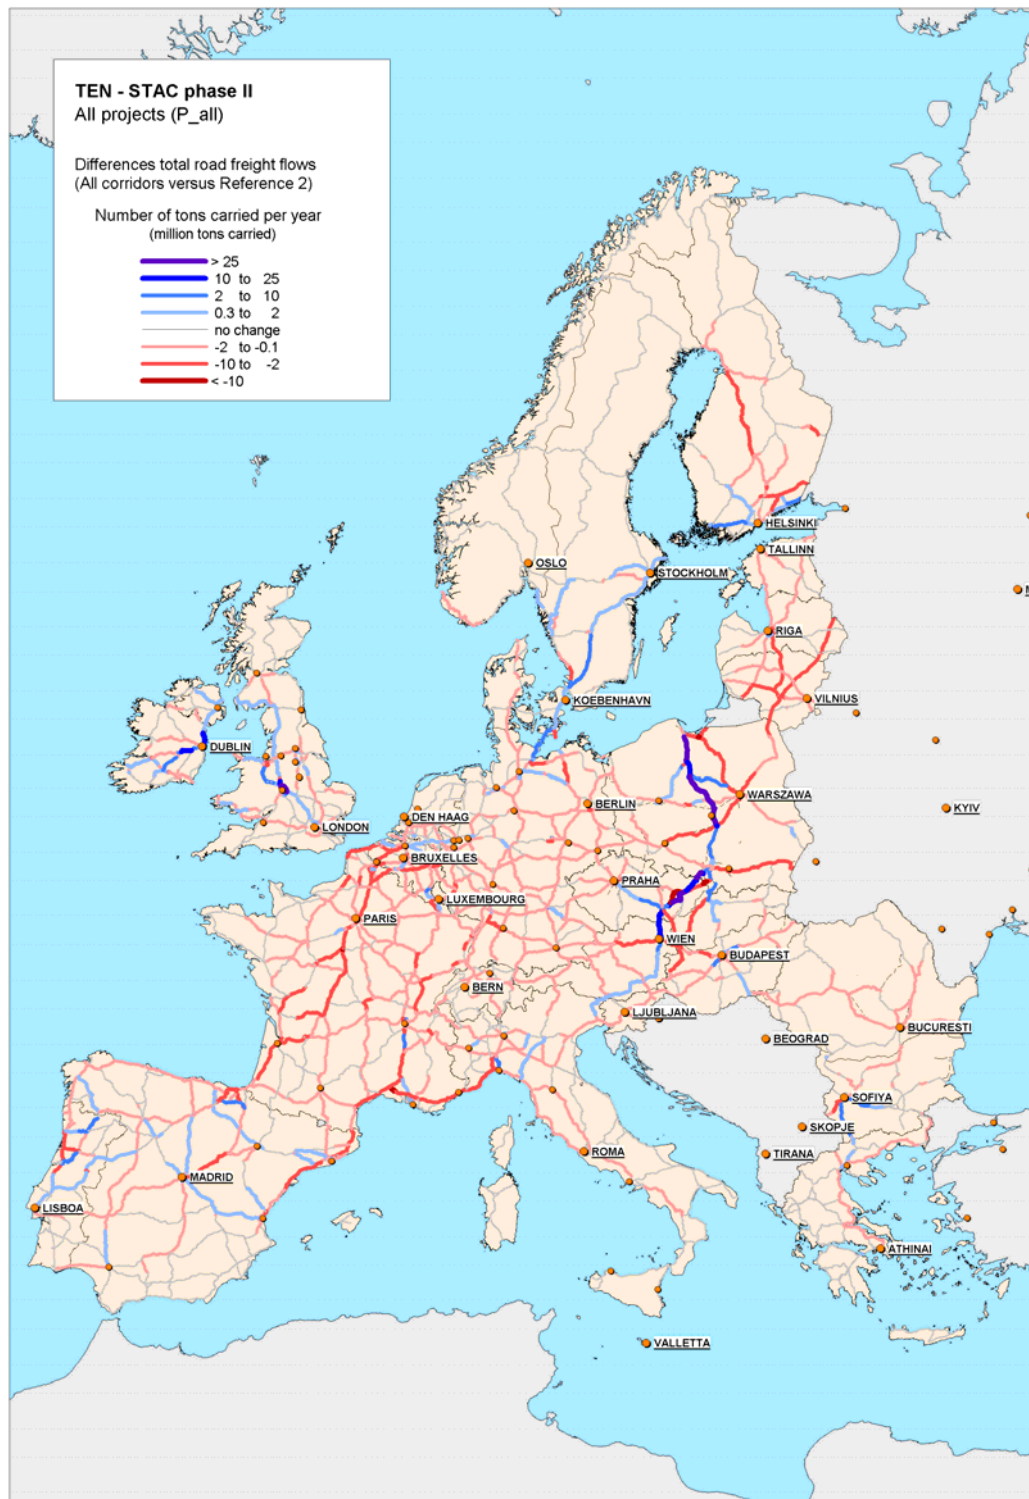 TEN - STAC phase II
All projects (P_all)
Differences total road freight flows
(All corridors versus Reference 2)
Number of tons carried per year
(million tons carried)
> 25
10 to 25
2 to 10
0.3 to 2
no change
-2 to -0.1
-10 to -2
< -10
HELSINKI
TALLINN
OSLO
STOCKHOLM
M
RIGA
VILNIUS
KOEBENHAVN
DUBLIN
WARSZAWA
BERLIN
KYIV
DEN HAAG
LONDON
BRUXELLES
PRAHA
LUXEMBOURG
PARIS
WIEN
BUDAPEST
BERN
LJUBLJANA
BUCURESTI
BEOGRAD
SOFIYA
SKOPJE
ROMA
TIRANA
MADRID
LISBOA
ATHINAI
VALLETTA